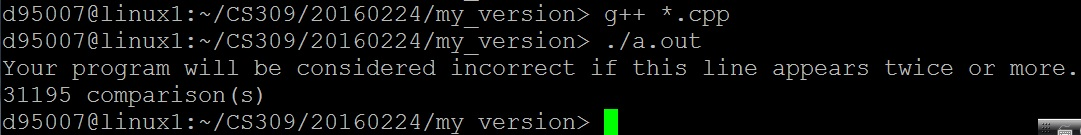 d95007@linux1:~/CS309/20160224/my_version> g++ *.cpp
d95007@linux1:~/CS309/20160224/my_version> ./a.out
Your program will be considered incorrect if this line appears twice or more.
31195 comparison(s)
d95007@linux1:~/CS309/20160224/my_version>